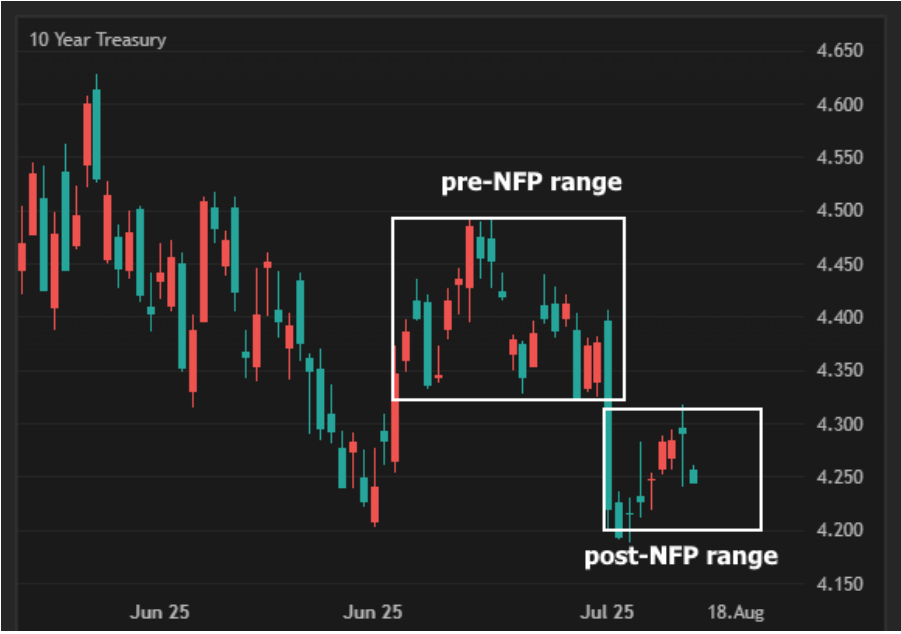 10 Year Treasury
4.650
4.600
4.550
pre-NFP range
4.500
4.450
4.400
4.350
4.300
4.250
4.200
post-NFP range
4.150
Jun 25 Jun 25 Jul 25 18.Aug